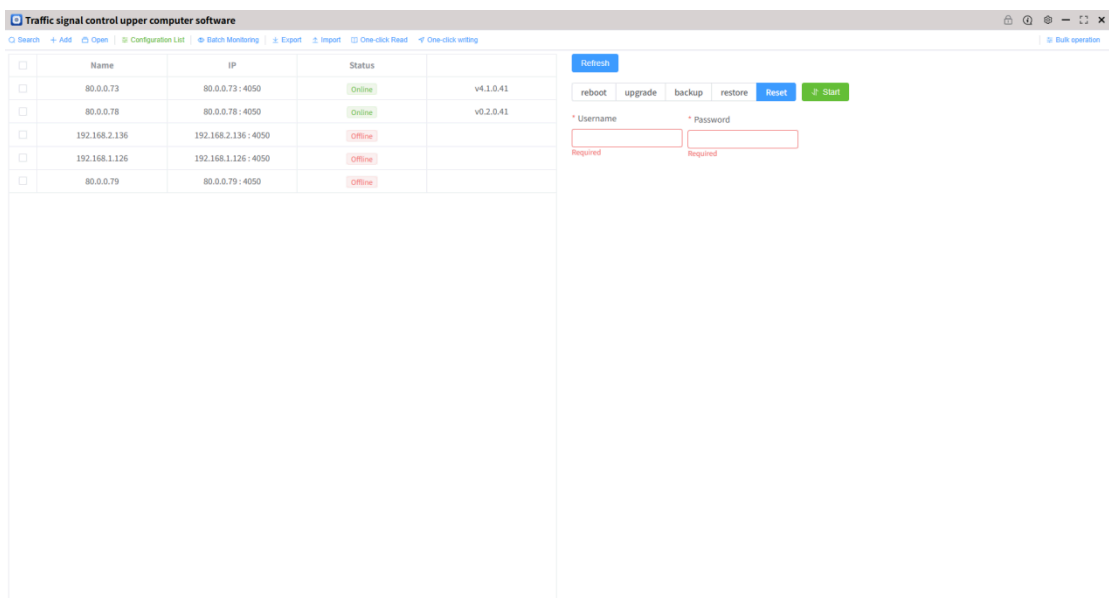 Traffic signal control upper computer software
Search Add Open Configuration List Batch Monitoring Export Import One-click Read One-click writing Bulk operation
Name IP Status
80.0.0.73 80.0.0.73 : 4050 Online v4.1.0.41
80.0.0.78 80.0.0.78 : 4050 Online v0.2.0.41
192.168.2.136 192.168.2.136 : 4050 Offline
192.168.1.126 192.168.1.126 : 4050 Offline
80.0.0.79 80.0.0.79 : 4050 Offline
Refresh
reboot upgrade backup restore Reset Start
* Username * Password
Required Required